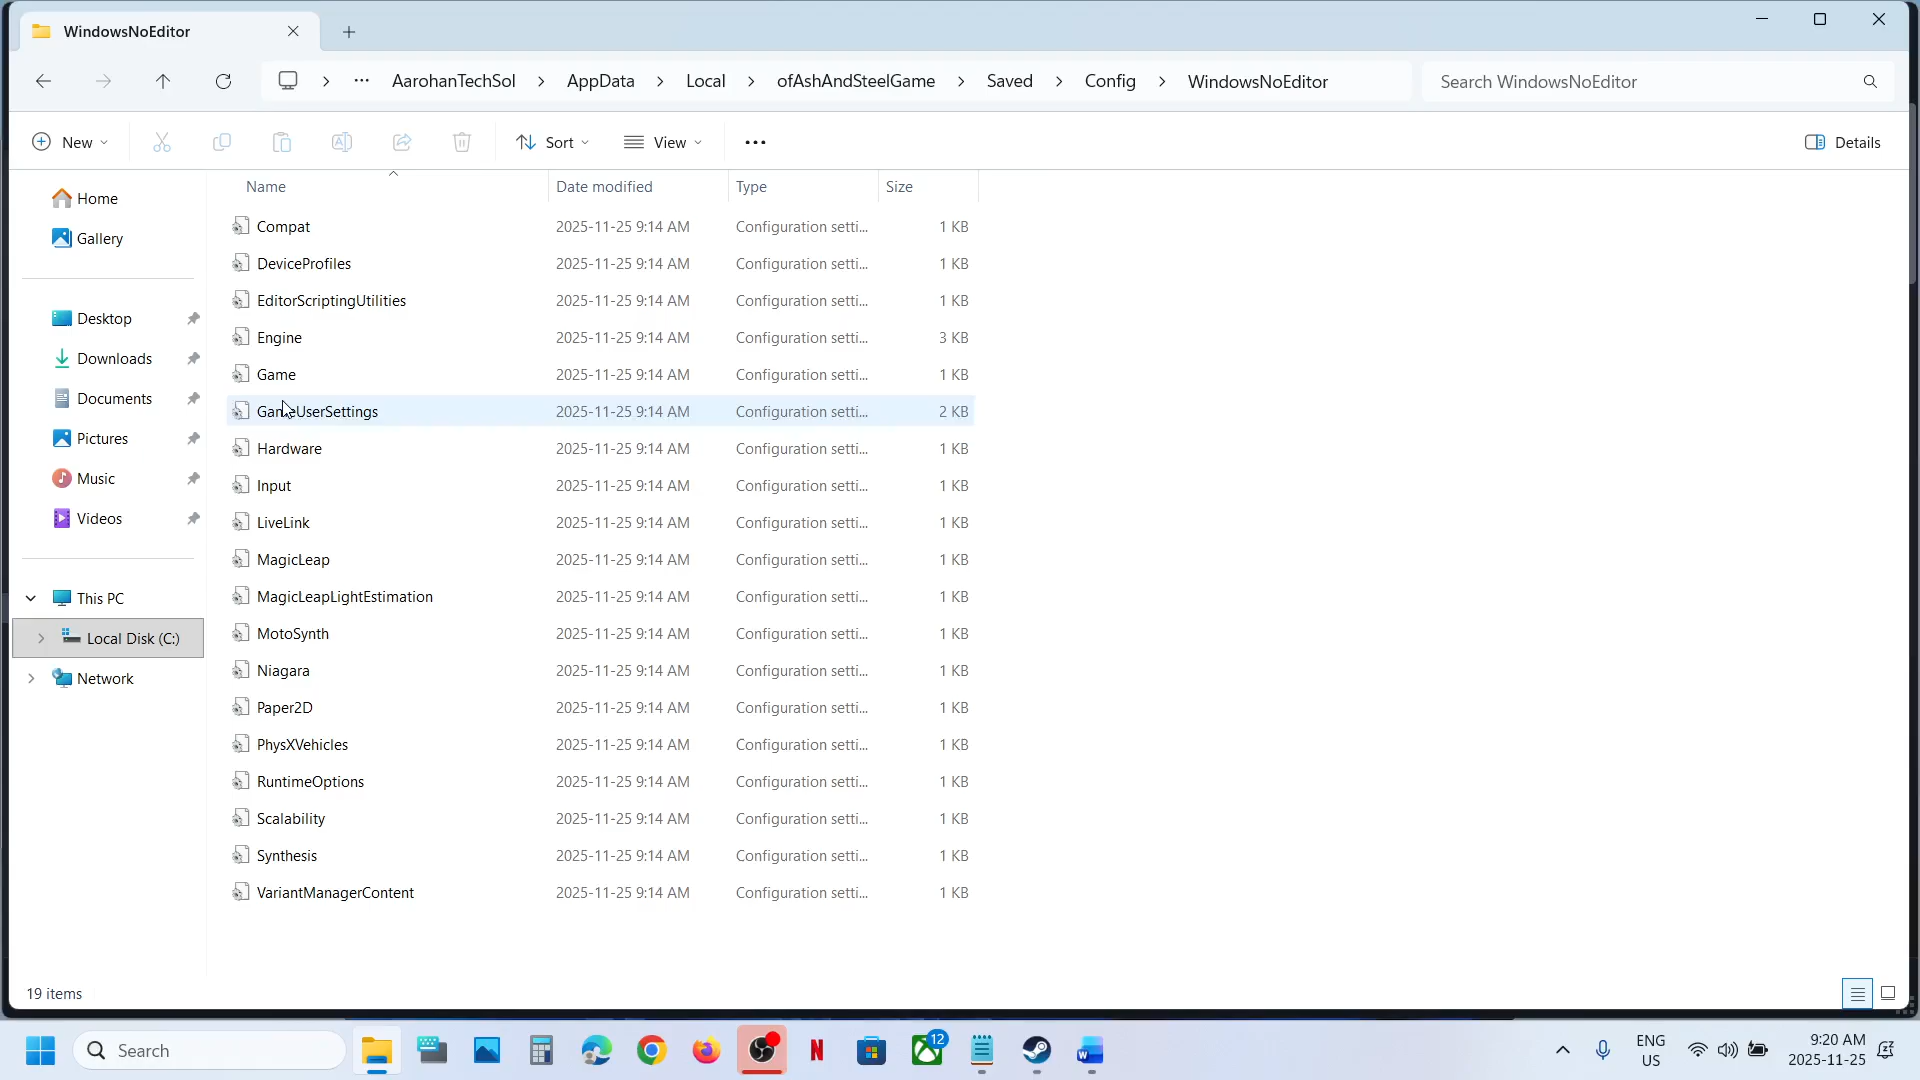 WindowsNoEditor
AarohanTechSol
AppData
Local
ofAshAndSteelGame
Saved
Config
WindowsNoEditor
Search WindowsNoEditor
New
Sort
View
Details
Name
Date modified
Type
Size
Home
Gallery
Desktop
Downloads
Documents
Pictures
Music
Videos
This PC
Local Disk (C:)
Network
Compat 2025-11-25 9:14 AM Configuration setti... 1 KB
DeviceProfiles 2025-11-25 9:14 AM Configuration setti... 1 KB
EditorScriptingUtilities 2025-11-25 9:14 AM Configuration setti... 1 KB
Engine 2025-11-25 9:14 AM Configuration setti... 3 KB
Game 2025-11-25 9:14 AM Configuration setti... 1 KB
GameUserSettings 2025-11-25 9:14 AM Configuration setti... 2 KB
Hardware 2025-11-25 9:14 AM Configuration setti... 1 KB
Input 2025-11-25 9:14 AM Configuration setti... 1 KB
LiveLink 2025-11-25 9:14 AM Configuration setti... 1 KB
MagicLeap 2025-11-25 9:14 AM Configuration setti... 1 KB
MagicLeapLightEstimation 2025-11-25 9:14 AM Configuration setti... 1 KB
MotoSynth 2025-11-25 9:14 AM Configuration setti... 1 KB
Niagara 2025-11-25 9:14 AM Configuration setti... 1 KB
Paper2D 2025-11-25 9:14 AM Configuration setti... 1 KB
PhysXVehicles 2025-11-25 9:14 AM Configuration setti... 1 KB
RuntimeOptions 2025-11-25 9:14 AM Configuration setti... 1 KB
Scalability 2025-11-25 9:14 AM Configuration setti... 1 KB
Synthesis 2025-11-25 9:14 AM Configuration setti... 1 KB
VariantManagerContent 2025-11-25 9:14 AM Configuration setti... 1 KB
19 items
Search
N
12
W
ENG
US
9:20 AM
2025-11-25